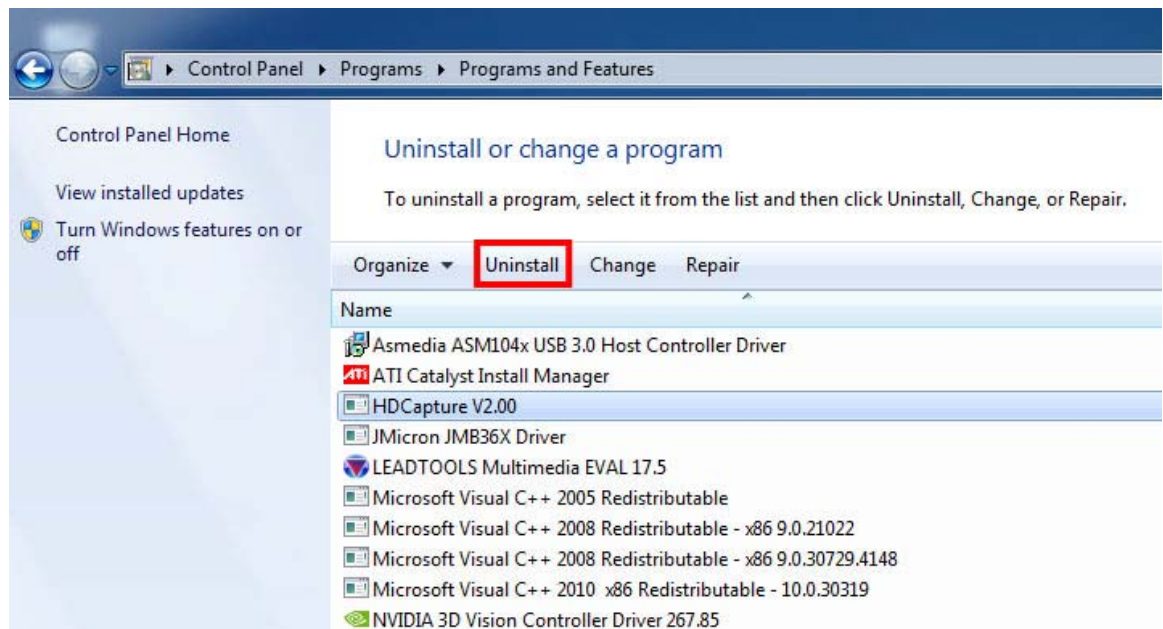 Control Panel Programs Programs and Features
Control Panel Home
View installed updates
Turn Windows features on or
off
Uninstall or change a program
To uninstall a program, select it from the list and then click Uninstall, Change, or Repair.
Organize Uninstall Change Repair
Name
Asmedia ASM104x USB 3.0 Host Controller Driver
ATI ATI Catalyst Install Manager
HDCapture V2.00
JMicron JMB36X Driver
LEADTOOLS Multimedia EVAL 17.5
Microsoft Visual C++ 2005 Redistributable
Microsoft Visual C++ 2008 Redistributable - x86 9.0.21022
Microsoft Visual C++ 2008 Redistributable - x86 9.0.30729.4148
Microsoft Visual C++ 2010  x86 Redistributable - 10.0.30319
NVIDIA 3D Vision Controller Driver 267.85